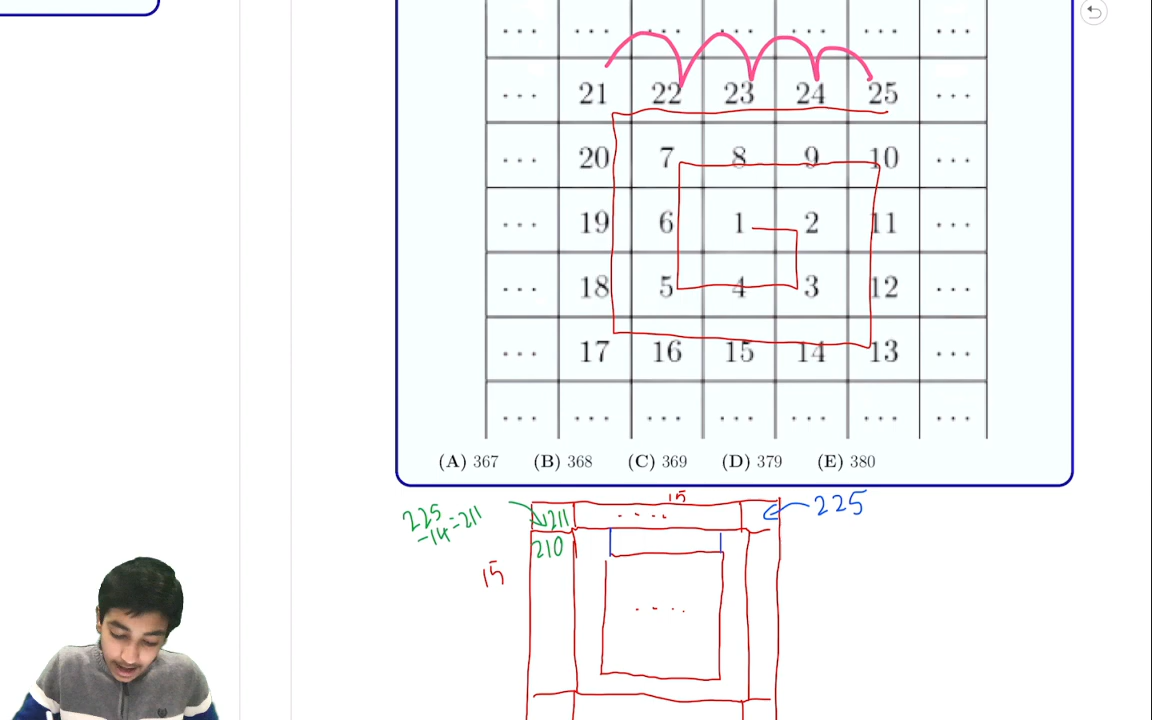 ... ... ... ... ... ... ...
... 21 22 23 24 25 ...
... 20 7 8 9 10 ...
... 19 6 1 2 11 ...
... 18 5 4 3 12 ...
... 17 16 15 14 13 ...
... ... ... ... ... ... ...
(A) 367 (B) 368 (C) 369 (D) 379 (E) 380
15
225
-14=211
211
....
225
210
15
....